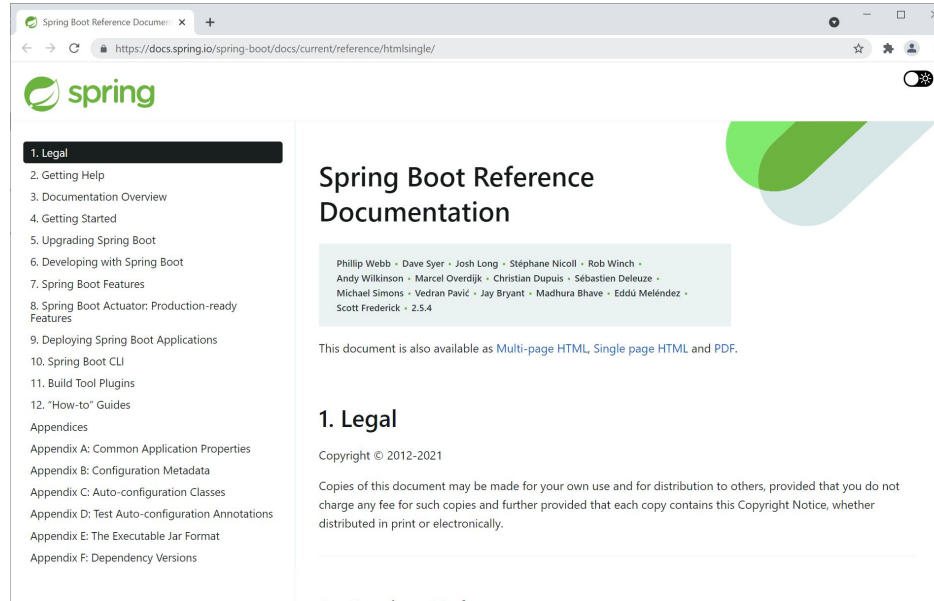 Spring Boot Reference Documen
https://docs.spring.io/spring-boot/docs/current/reference/htmlsingle/
spring
1. Legal
2. Getting Help
3. Documentation Overview
4. Getting Started
5. Upgrading Spring Boot
6. Developing with Spring Boot
7. Spring Boot Features
8. Spring Boot Actuator: Production-ready
Features
9. Deploying Spring Boot Applications
10. Spring Boot CLI
11. Build Tool Plugins
12. “How-to” Guides
Appendices
Appendix A: Common Application Properties
Appendix B: Configuration Metadata
Appendix C: Auto-configuration Classes
Appendix D: Test Auto-configuration Annotations
Appendix E: The Executable Jar Format
Appendix F: Dependency Versions
Spring Boot Reference
Documentation
Phillip Webb • Dave Syer • Josh Long • Stéphane Nicoll • Rob Winch •
Andy Wilkinson • Marcel Overdijk • Christian Dupuis • Sébastien Deleuze •
Michael Simons • Vedran Pavić • Jay Bryant • Madhura Bhave • Eddú Meléndez •
Scott Frederick • 2.5.4
This document is also available as Multi-page HTML, Single page HTML and PDF.
1. Legal
Copyright © 2012-2021
Copies of this document may be made for your own use and for distribution to others, provided that you do not
charge any fee for such copies and further provided that each copy contains this Copyright Notice, whether
distributed in print or electronically.